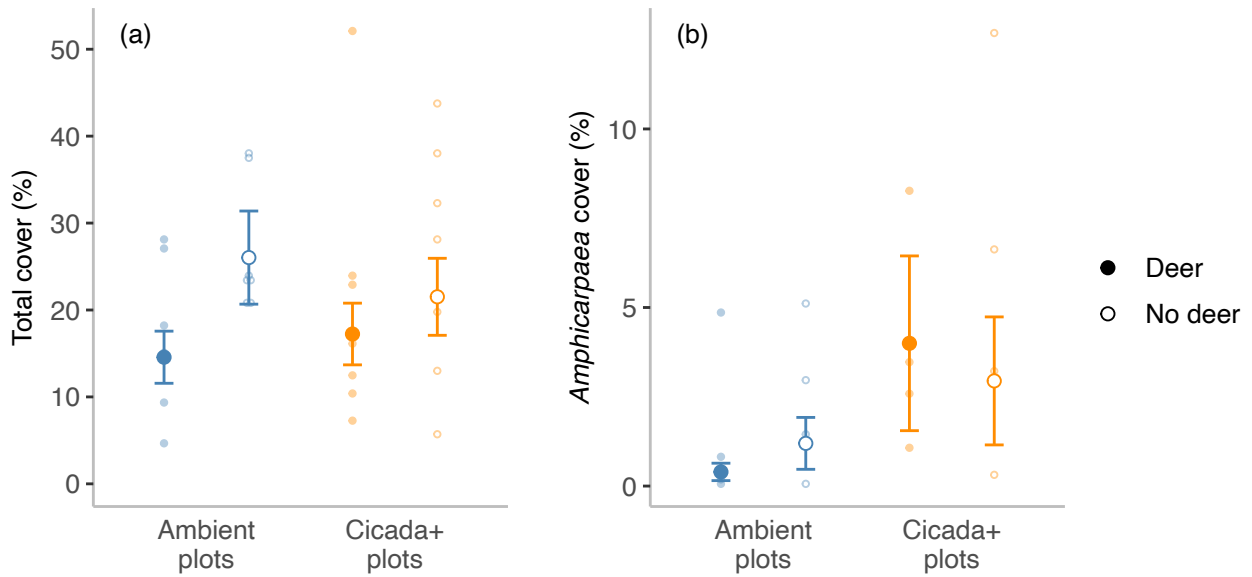 (a)
Total cover (%)
50
40
30
20
10
0
Ambient
plots
Cicada+
plots
(b)
Amphicarpaea cover (%)
10
5
0
Ambient
plots
Cicada+
plots
Deer
No deer